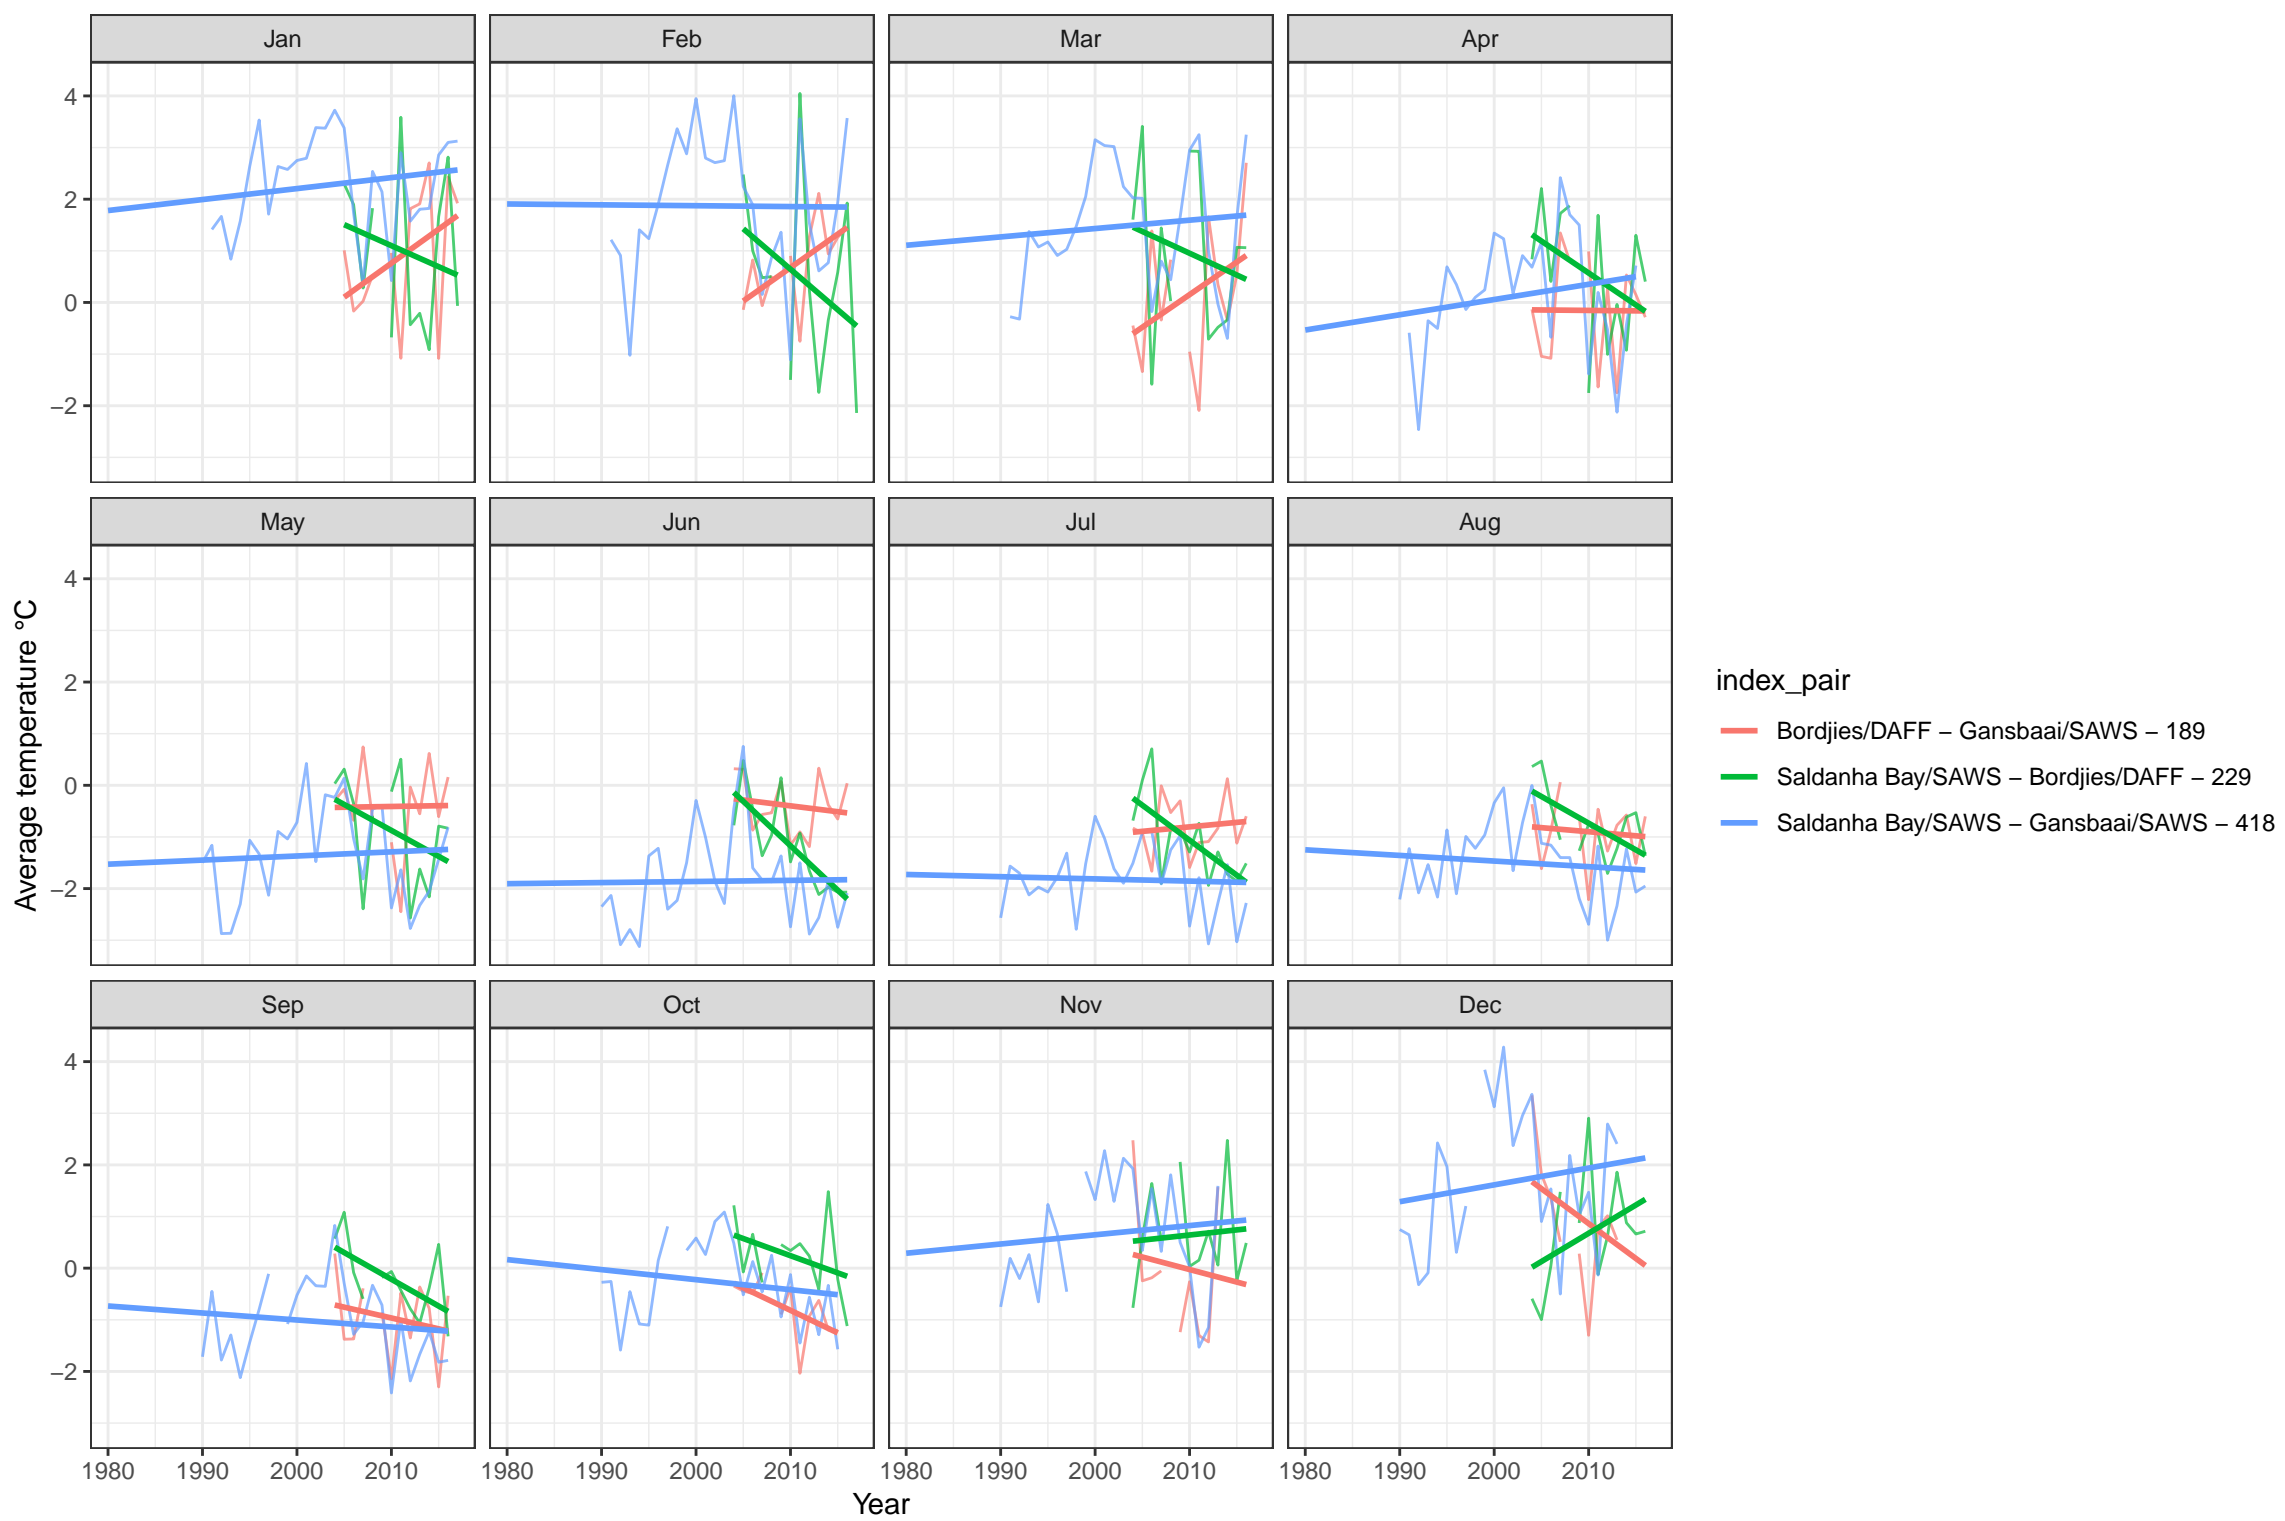 Jan Feb Mar Apr
4
2
0
−2
May Jun Jul Aug
4
2
0
−2
Sep Oct Nov Dec
4
2
0
−2
1980 1990 2000 2010 1980 1990 2000 2010 1980 1990 2000 2010 1980 1990 2000 2010
Year
Average temperature °C
index_pair
Bordjies/DAFF − Gansbaai/SAWS − 189
Saldanha Bay/SAWS − Bordjies/DAFF − 229
Saldanha Bay/SAWS − Gansbaai/SAWS − 418